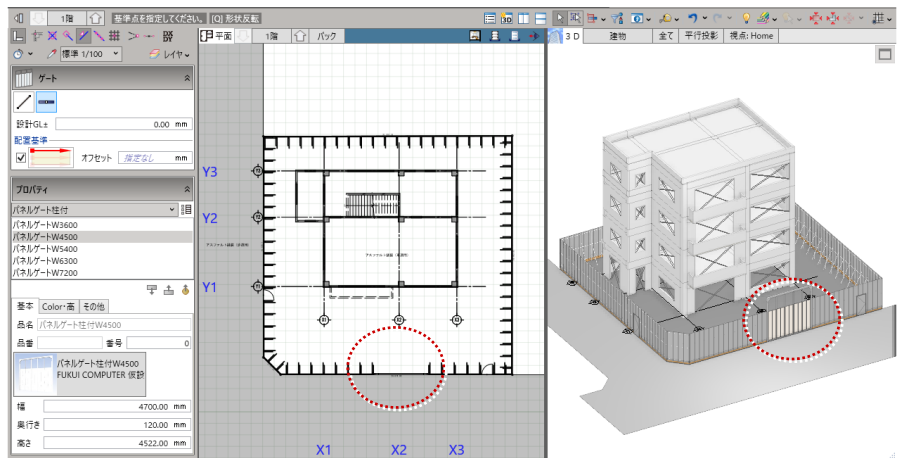 1階 基準点を指定してください。 [Q] 形状反転
3D
標準 1/100 レイヤ
平面 1階 バック
3 D 建物 全て 平行投影 視点: Home
ゲート
設計GL± 0.00 mm
配置基準
オフセット 指定なし mm
プロパティ
パネルゲート柱付
パネルゲートW3600
パネルゲートW4500
パネルゲートW5400
パネルゲートW6300
パネルゲートW7200
基本 Color・高 その他
品名 パネルゲート柱付W4500
品番 番号 0
パネルゲート柱付W4500
FUKUI COMPUTER 仮設
幅 4700.00 mm
奥行き 120.00 mm
高さ 4522.00 mm
Y3 Y3
Y2 Y2
Y1 Y1
X1 X2 X3
X1 X2 X3